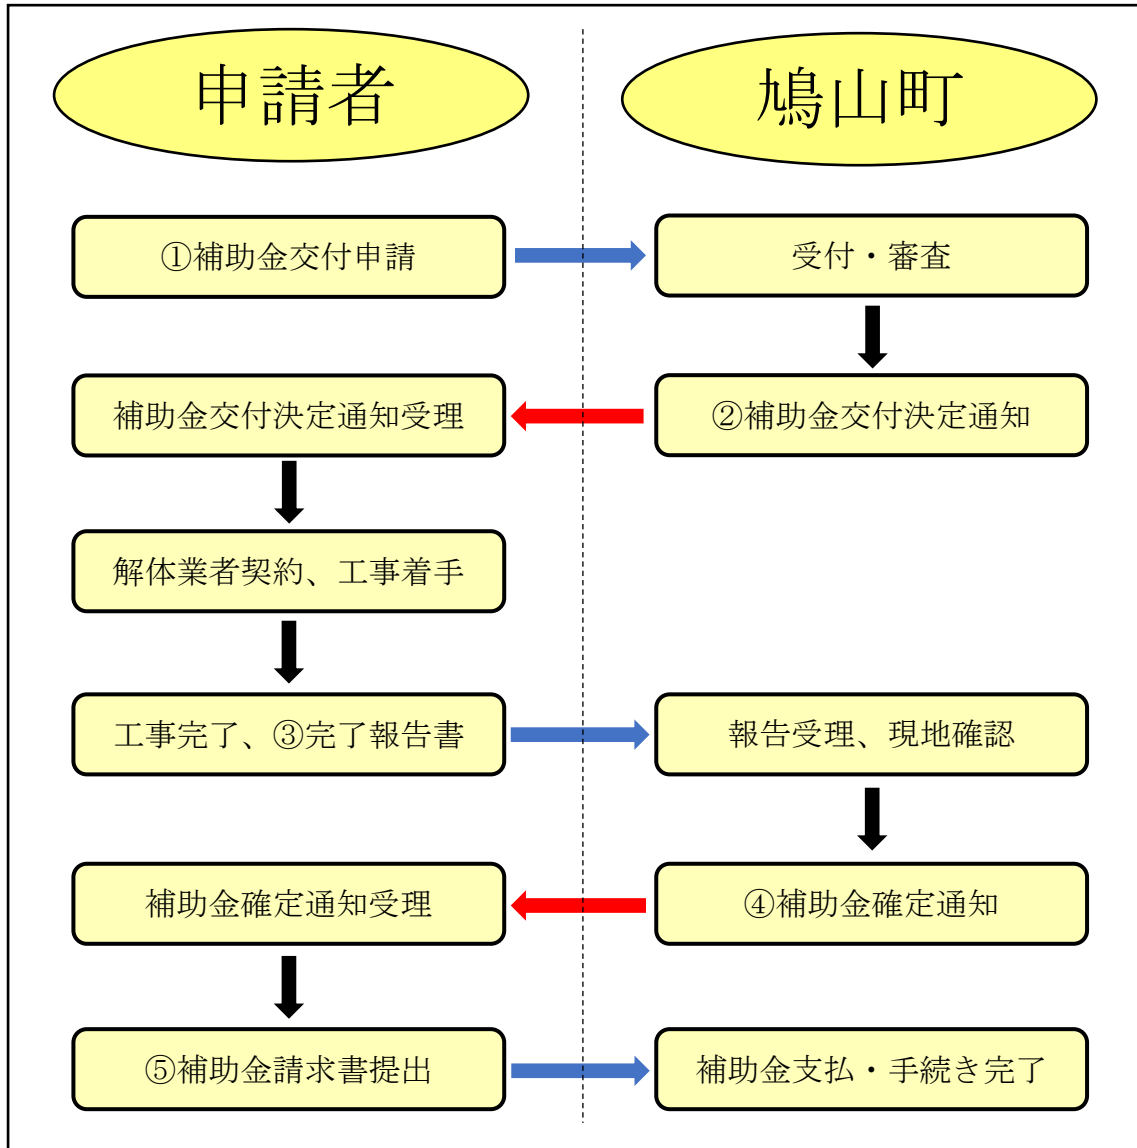 申請者
鳩山町
①補助金交付申請
受付・審査
補助金交付決定通知受理
②補助金交付決定通知
解体業者契約、工事着手
工事完了、③完了報告書
報告受理、現地確認
補助金確定通知受理
④補助金確定通知
⑤補助金請求書提出
補助金支払・手続き完了